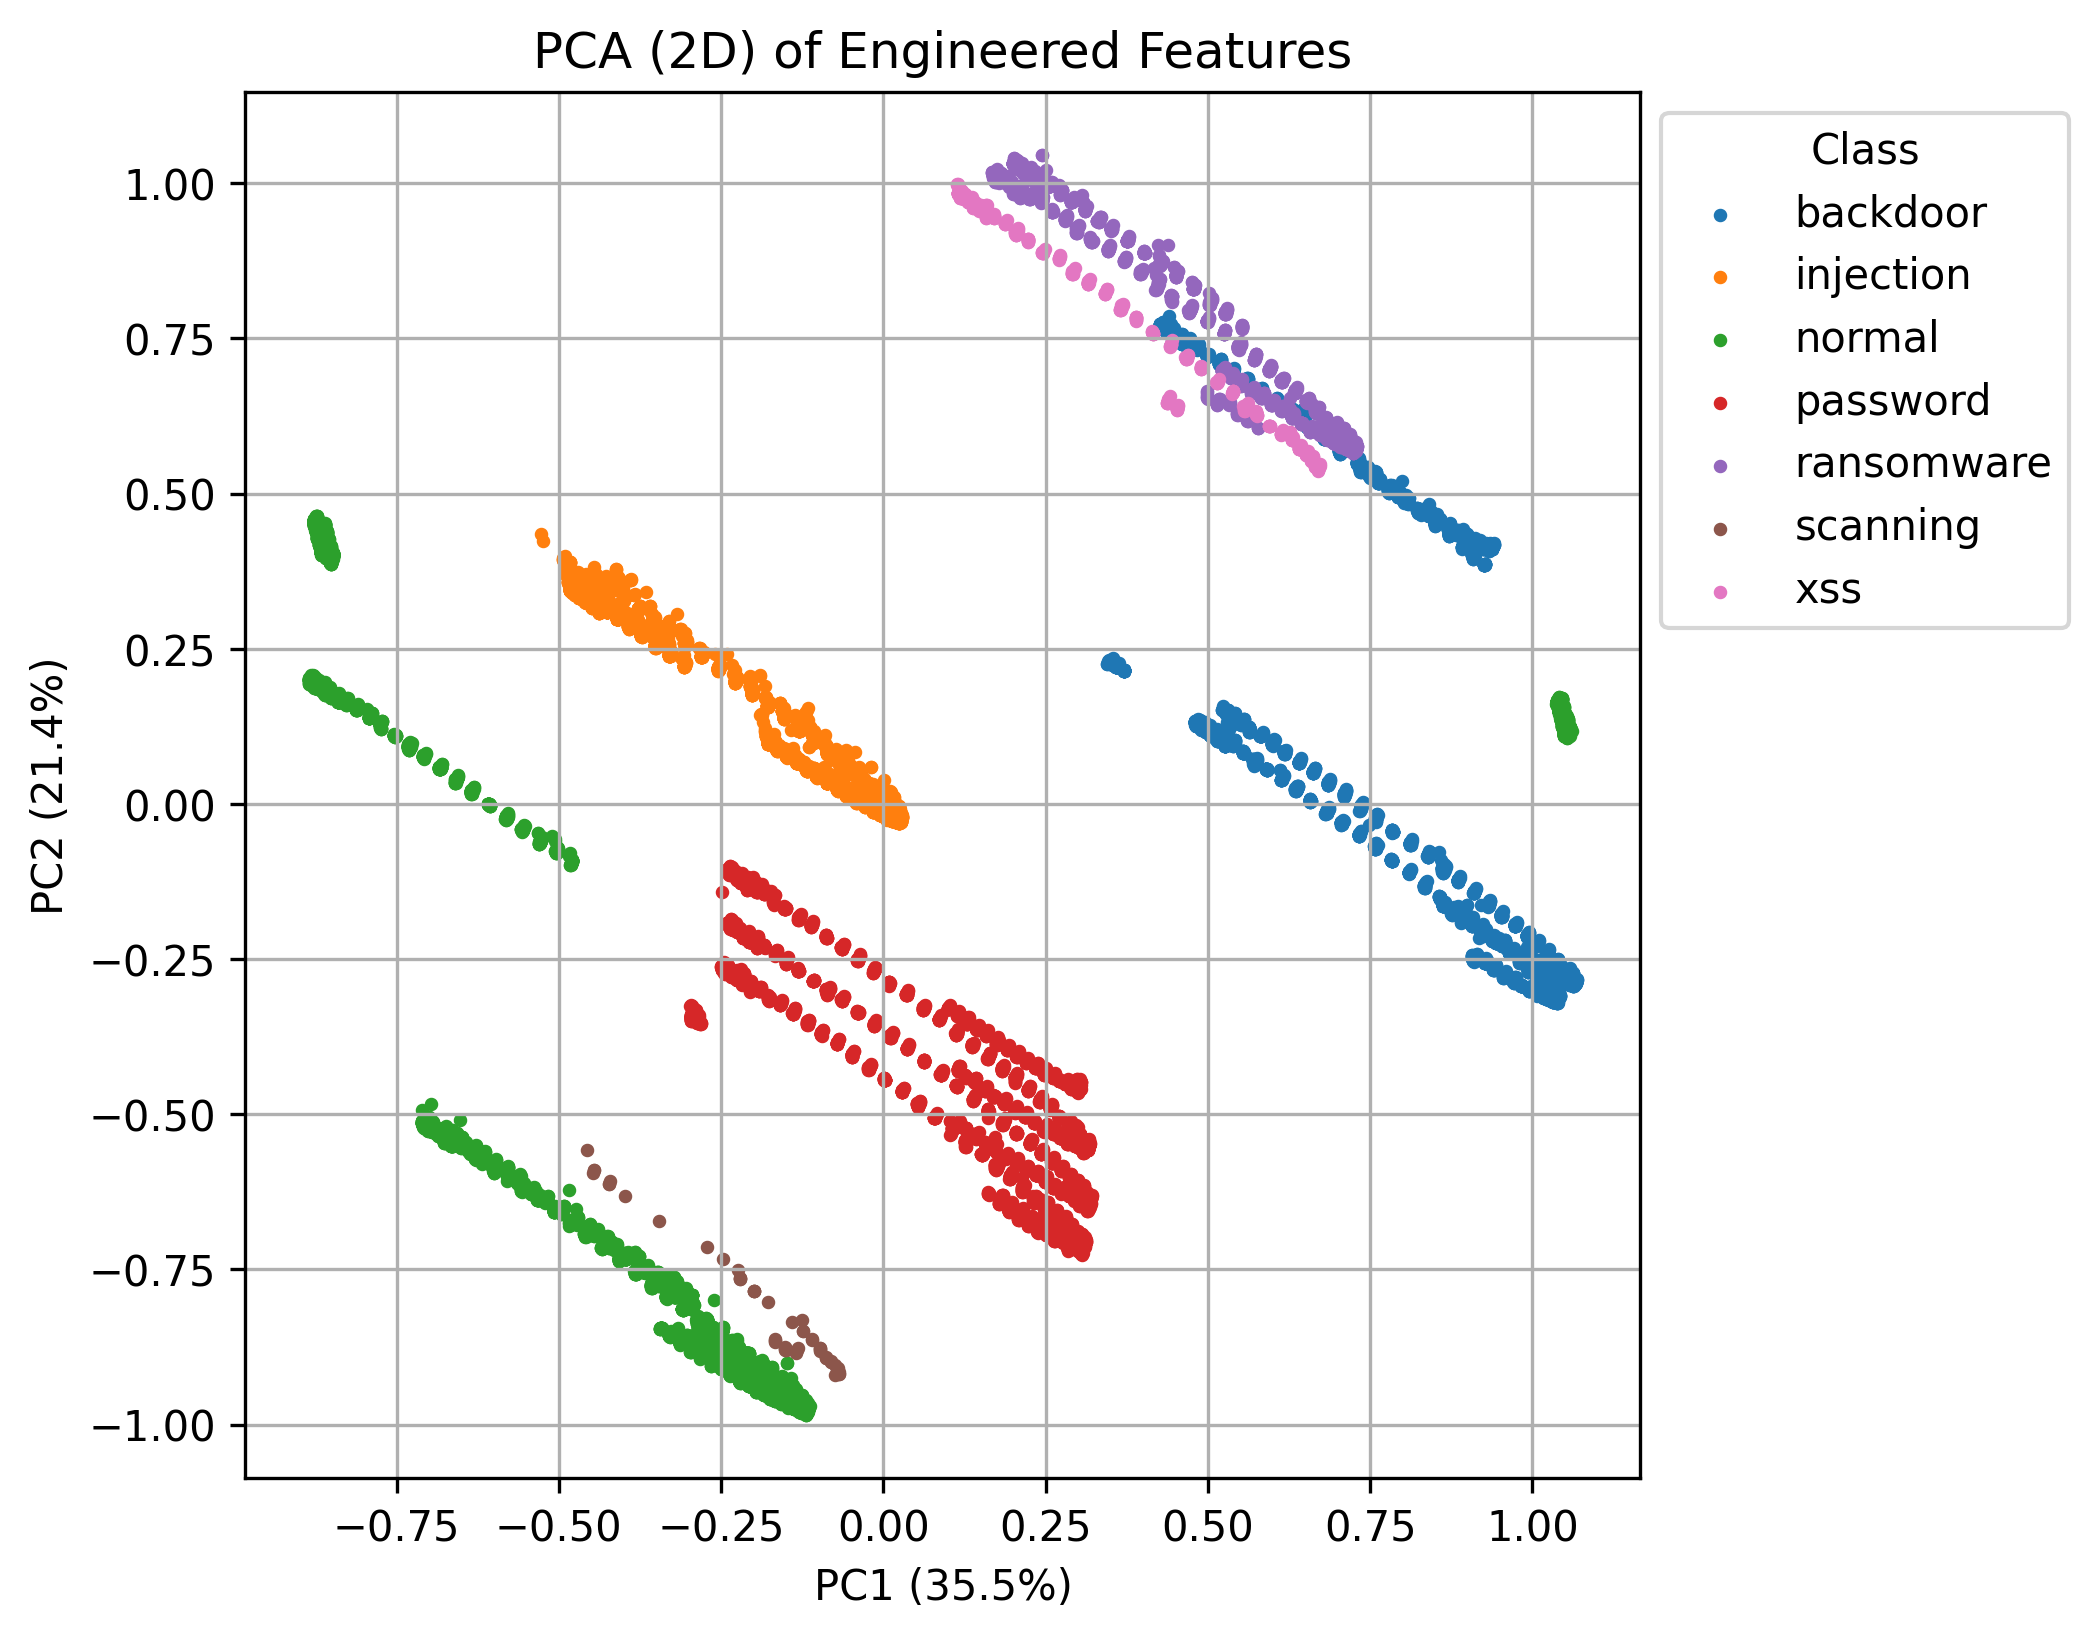 PCA (2D) of Engineered Features
Class
backdoor
injection
normal
password
ransomware
scanning
xss
PC2 (21.4%)
1.00
0.75
0.50
0.25
0.00
−0.25
−0.50
−0.75
−1.00
−0.75 −0.50 −0.25 0.00 0.25 0.50 0.75 1.00
PC1 (35.5%)